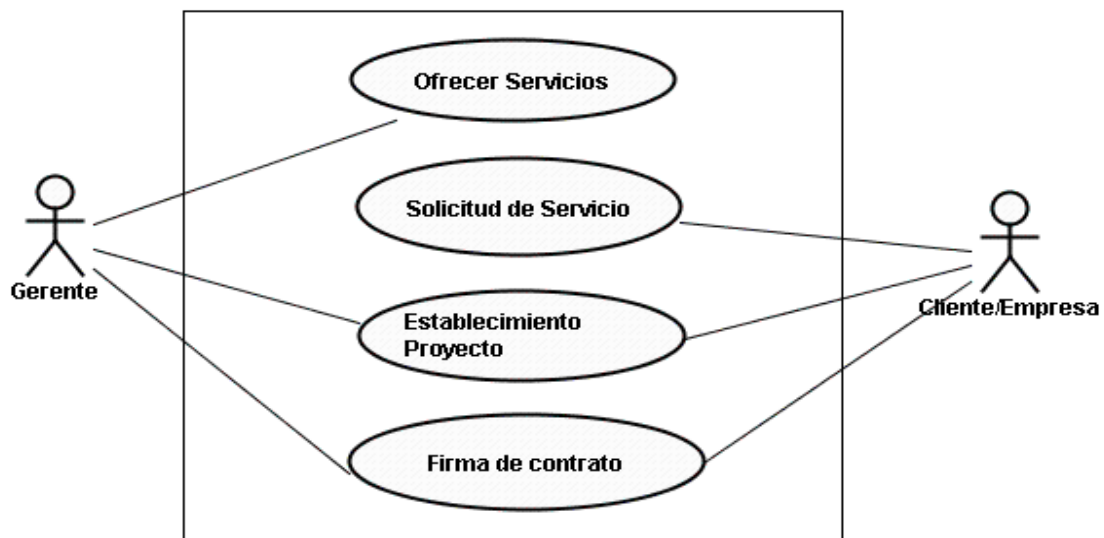 Ofrecer Servicios
Solicitud de Servicio
Gerente
Cliente/Empresa
Establecimiento
Proyecto
Firma de contrato